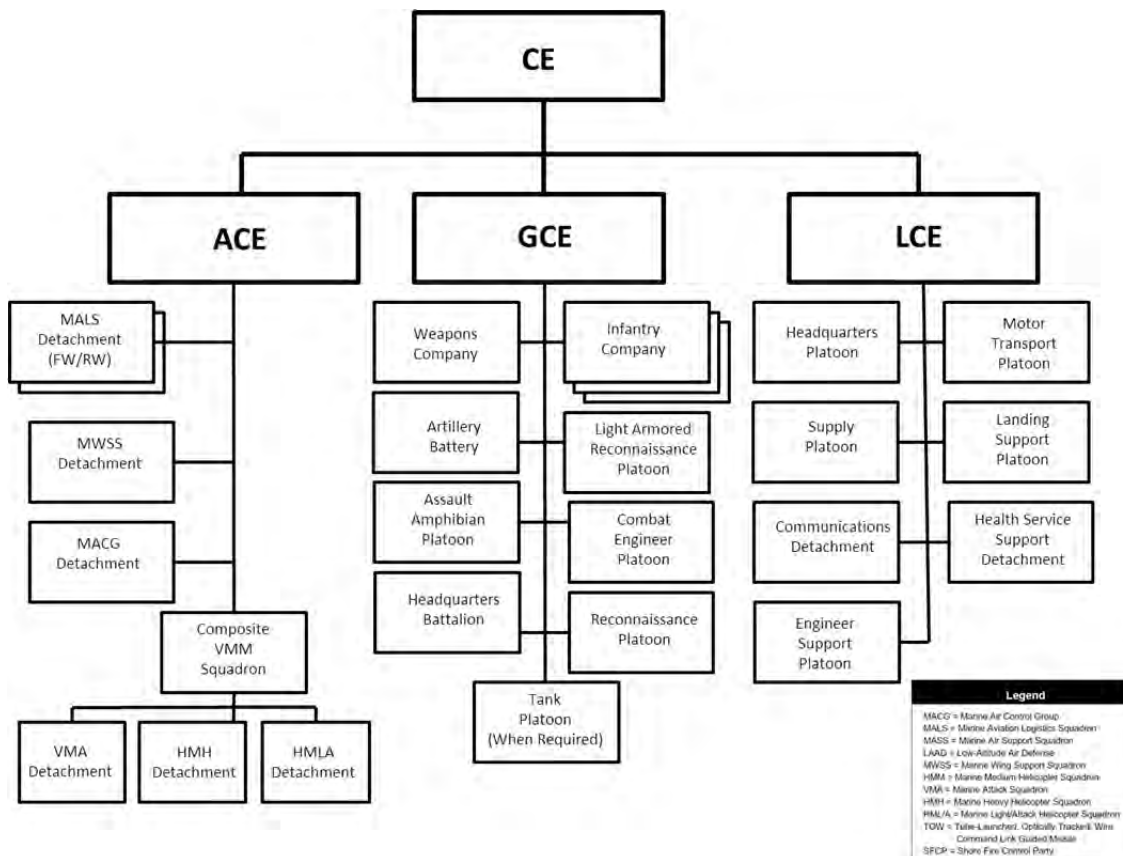 CE
ACE
GCE
LCE
MALS
Detachment
(FW/RW)
MWSS
Detachment
MACG
Detachment
Composite
VMM
Squadron
VMA
Detachment
HMH
Detachment
HMLA
Detachment
Weapons
Company
Infantry
Company
Artillery
Battery
Light Armored
Reconnaissance
Platoon
Assault
Amphibian
Platoon
Combat
Engineer
Platoon
Headquarters
Battalion
Reconnaissance
Platoon
Tank
Platoon
(When Required)
Headquarters
Platoon
Motor
Transport
Platoon
Supply
Platoon
Landing
Support
Platoon
Communications
Detachment
Health Service
Support
Detachment
Engineer
Support
Platoon
Legend
MACG = Marine Air Control Group
MALS = Marine Aviation Logistics Squadron
MASS = Marine Air Support Squadron
LAAD = Low-Altitude Air Defense
MWSS = Marine Wing Support Squadron
HMM = Marine Medium Helicopter Squadron
VMA = Marine Attack Squadron
HMH = Marine Heavy Helicopter Squadron
HML/A = Marine Light/Attack Helicopter Squadron
TOW = Tube-Launched, Optically Tracked, Wire
Command Link Guided Missile
SFCP = Shore Fire Control Party